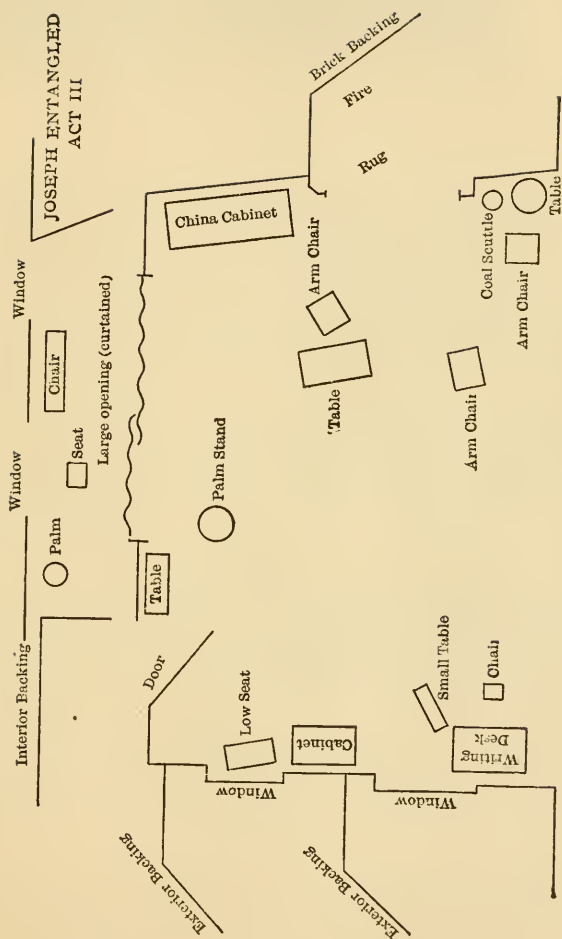 JOSEPH ENTANGLED
ACT III
Window
Window
Interior Backing
Chair
Seat
Palm
Large opening (curtained)
Table
Door
Palm Stand
China Cabinet
Brick Backing
Fire
Rug
Arm Chair
Table
Low Seat
Cabinet
Window
Exterior Backing
Coal Scuttle
Table
Arm Chair
Arm Chair
Small Table
Chair
Writing
Desk
Window
Exterior Backing